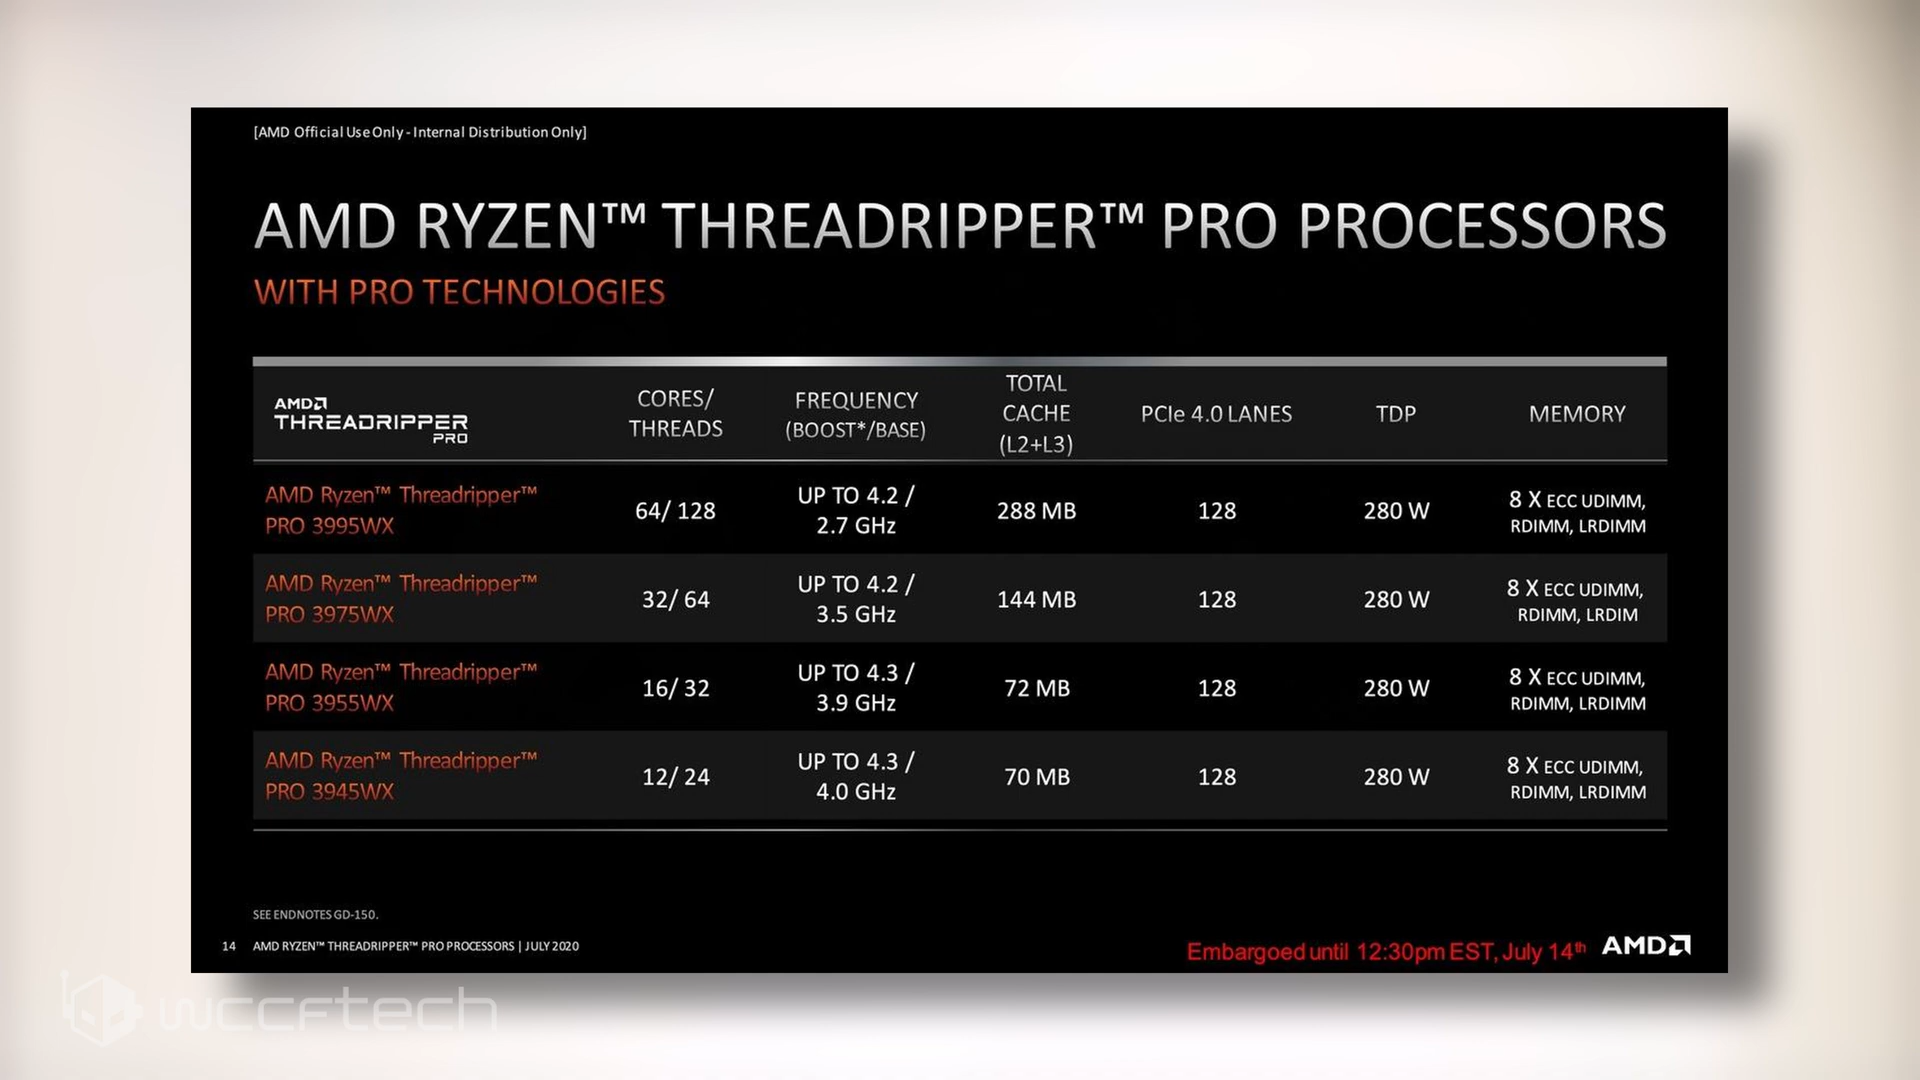 [AMD Official Use Only - Internal Distribution Only]
AMD RYZEN™ THREADRIPPER™ PRO PROCESSORS
WITH PRO TECHNOLOGIES
AMD
THREADRIPPER
PRO
CORES/
THREADS
FREQUENCY
(BOOST*/BASE)
TOTAL
CACHE
(L2+L3)
PCIe 4.0 LANES
TDP
MEMORY
AMD Ryzen™ Threadripper™
PRO 3995WX
64/ 128
UP TO 4.2 /
2.7 GHz
288 MB
128
280 W
8 X ECC UDIMM,
RDIMM, LRDIMM
AMD Ryzen™ Threadripper™
PRO 3975WX
32/ 64
UP TO 4.2 /
3.5 GHz
144 MB
128
280 W
8 X ECC UDIMM,
RDIMM, LRDIM
AMD Ryzen™ Threadripper™
PRO 3955WX
16/ 32
UP TO 4.3 /
3.9 GHz
72 MB
128
280 W
8 X ECC UDIMM,
RDIMM, LRDIMM
AMD Ryzen™ Threadripper™
PRO 3945WX
12/ 24
UP TO 4.3 /
4.0 GHz
70 MB
128
280 W
8 X ECC UDIMM,
RDIMM, LRDIMM
SEE ENDNOTES GD-150.
14 AMD RYZEN™ THREADRIPPER™ PRO PROCESSORS | JULY 2020
Embargoed until 12:30pm EST, July 14th
AMD
wccftech